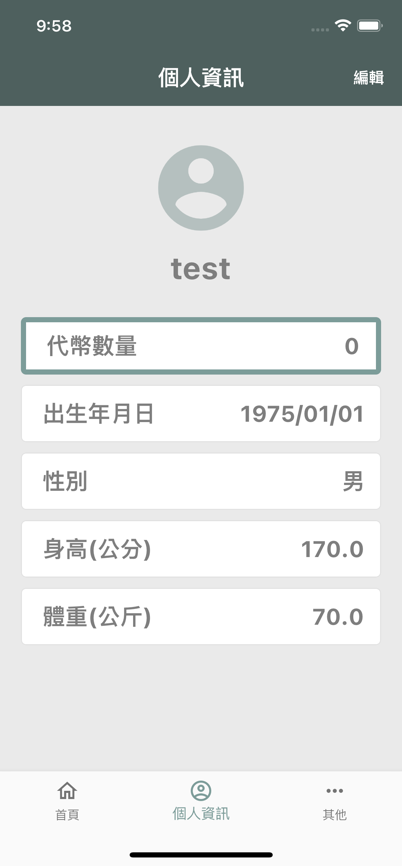 9:58
個人資訊
編輯
test
代幣數量 0
出生年月日 1975/01/01
性別 男
身高(公分) 170.0
體重(公斤) 70.0
首頁 個人資訊 其他